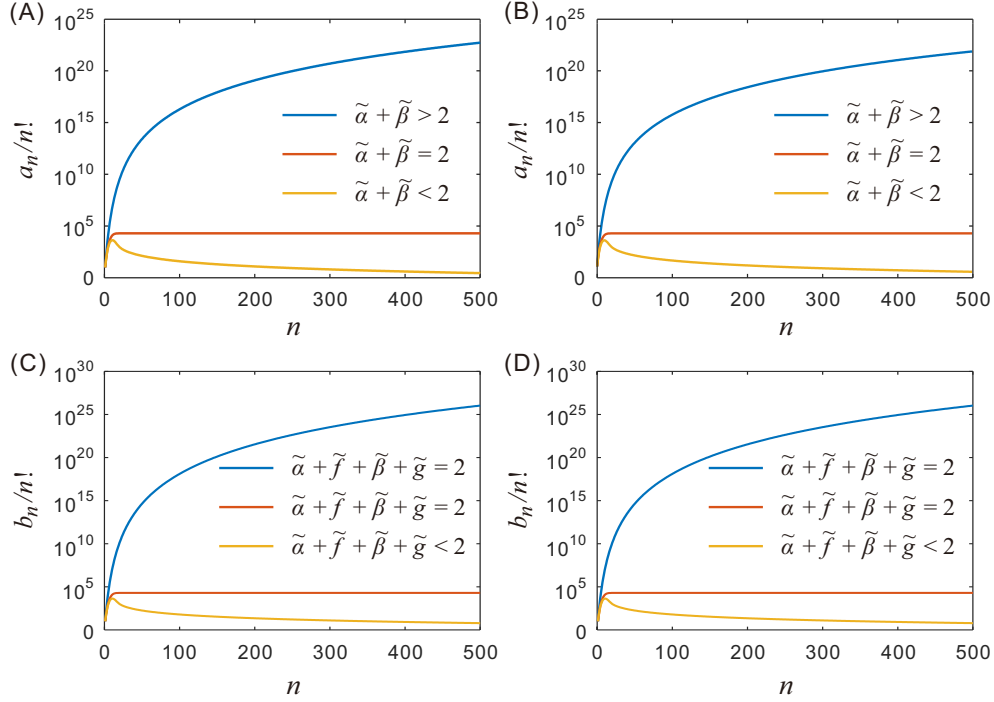 (A)
10^25
10^20
10^15
10^10
10^5
0
a_n/n!
α̃ + β̃ > 2
α̃ + β̃ = 2
α̃ + β̃ < 2
0 100 200 300 400 500
n
(B)
10^25
10^20
10^15
10^10
10^5
0
a_n/n!
α̃ + β̃ > 2
α̃ + β̃ = 2
α̃ + β̃ < 2
0 100 200 300 400 500
n
(C)
10^30
10^25
10^20
10^15
10^10
10^5
0
b_n/n!
α̃ + f̃ + β̃ + g̃ = 2
α̃ + f̃ + β̃ + g̃ = 2
α̃ + f̃ + β̃ + g̃ < 2
0 100 200 300 400 500
n
(D)
10^30
10^25
10^20
10^15
10^10
10^5
0
b_n/n!
α̃ + f̃ + β̃ + g̃ = 2
α̃ + f̃ + β̃ + g̃ = 2
α̃ + f̃ + β̃ + g̃ < 2
0 100 200 300 400 500
n